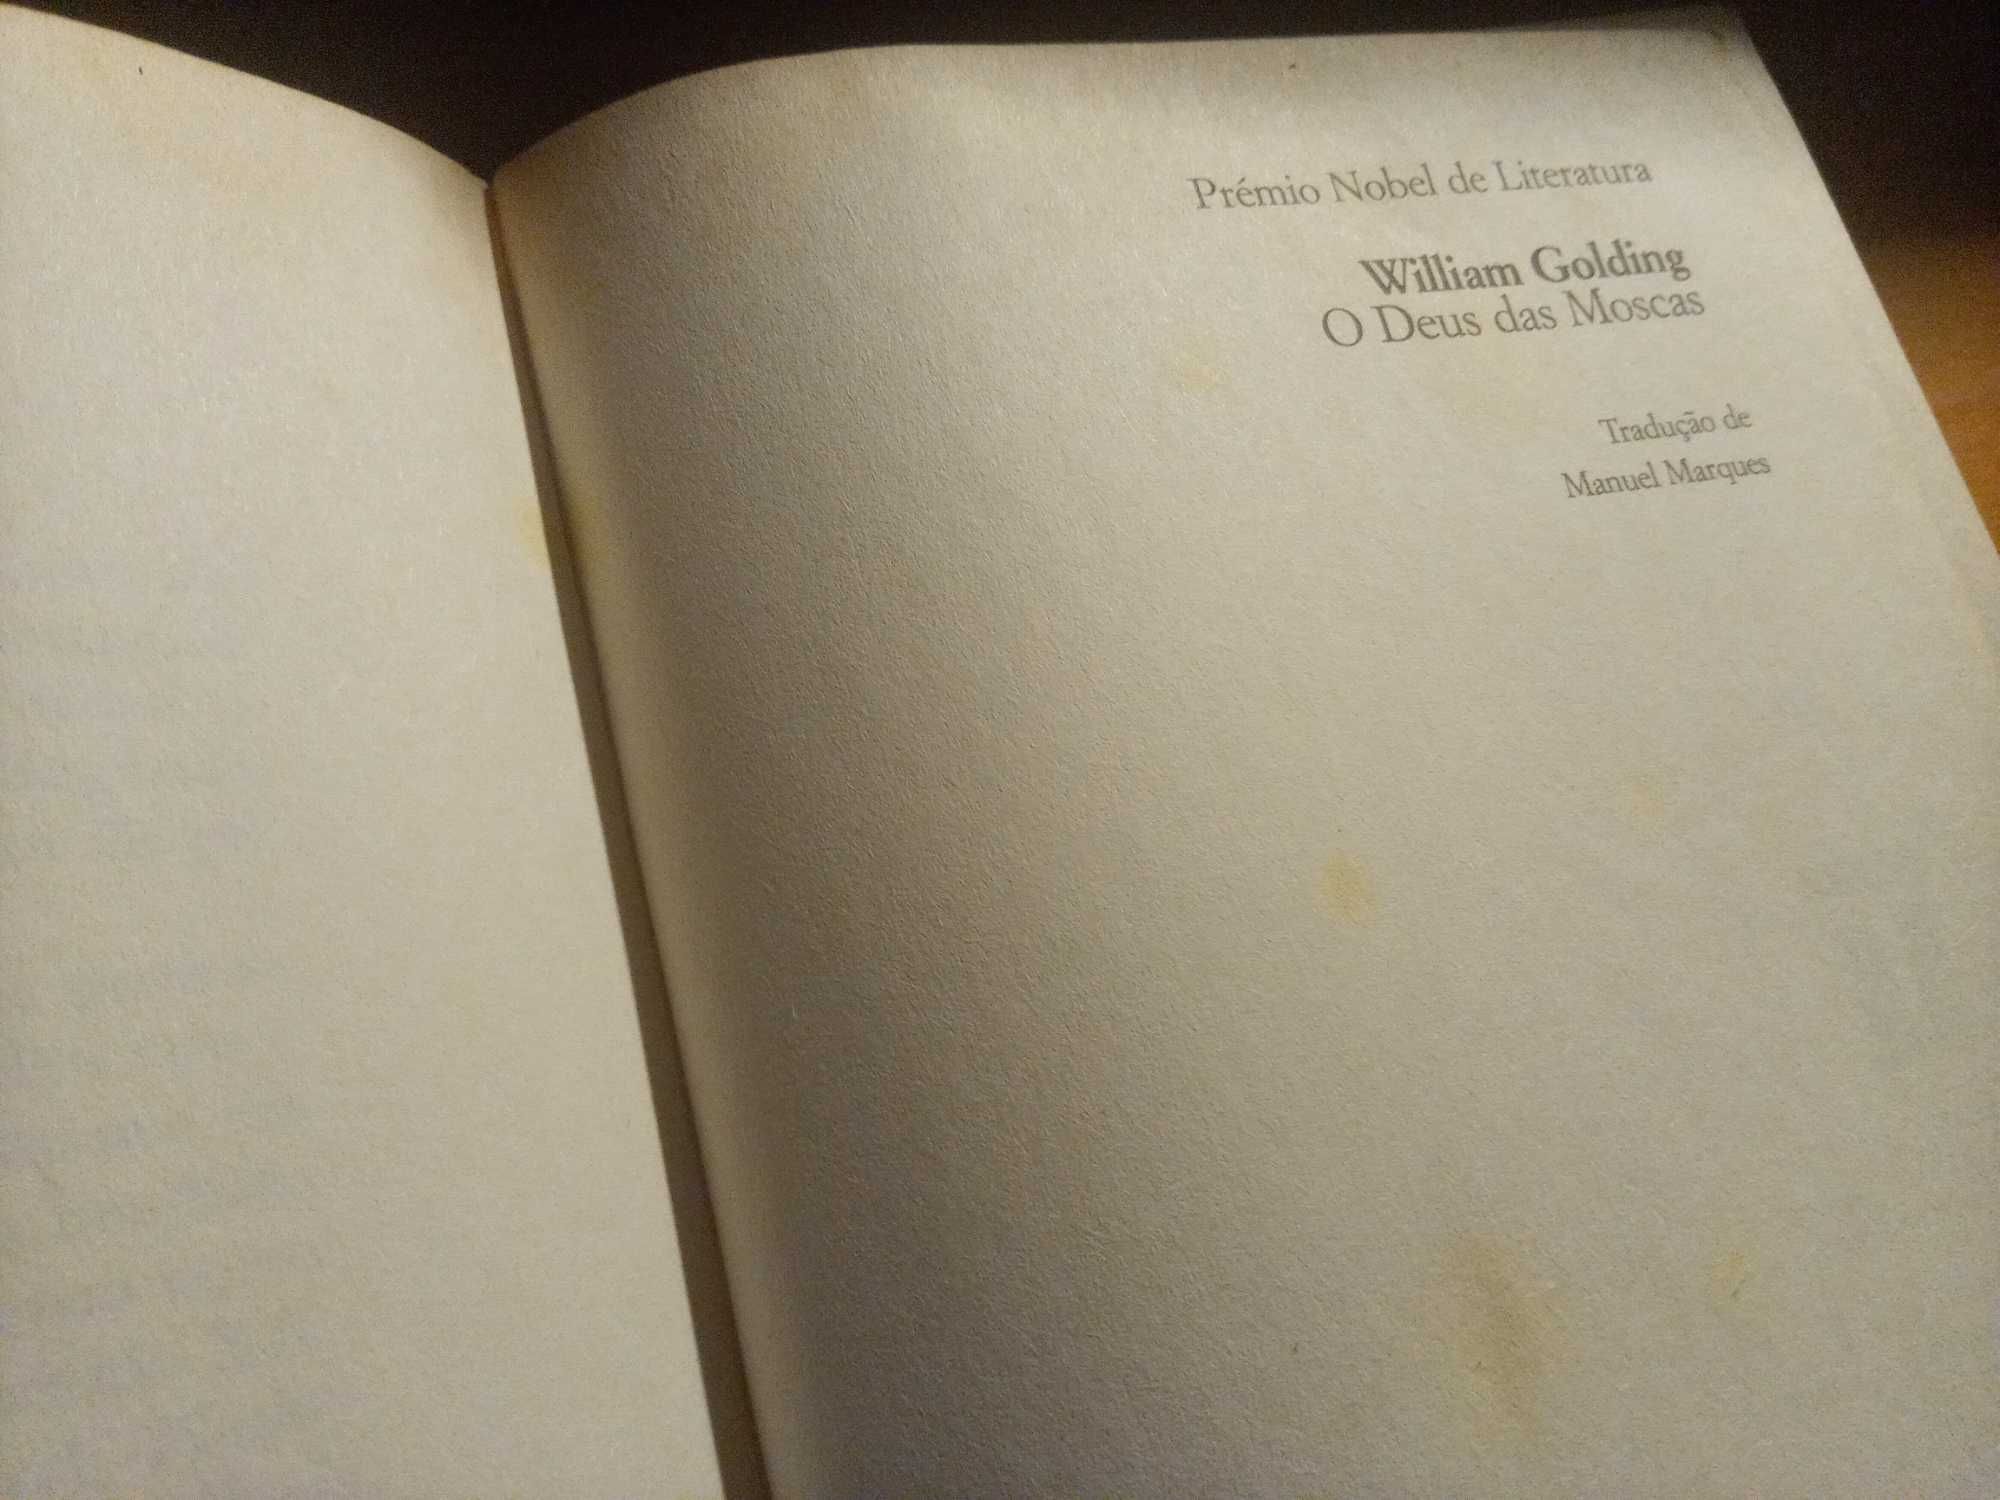 Prémio Nobel de Literatura
William Golding
O Deus das Moscas
Tradução de
Manuel Marques